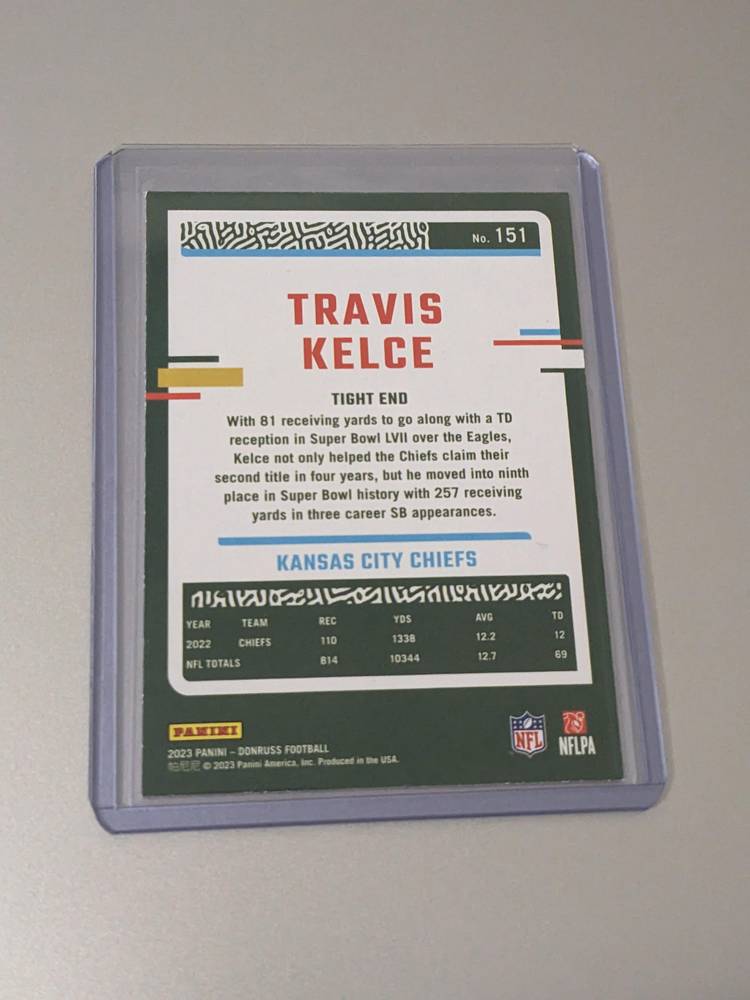 No. 151
TRAVIS
KELCE
TIGHT END
With 81 receiving yards to go along with a TD
reception in Super Bowl LVII over the Eagles,
Kelce not only helped the Chiefs claim their
second title in four years, but he moved into ninth
place in Super Bowl history with 257 receiving
yards in three career SB appearances.
KANSAS CITY CHIEFS
YEAR TEAM REC YDS AVG TD
2022 CHIEFS 110 1338 12.2 12
NFL TOTALS 814 10344 12.7 69
PANINI
2023 PANINI – DONRUSS FOOTBALL
帕尼尼 © 2023 Panini America, Inc. Produced in the USA.
NFL
NFLPA